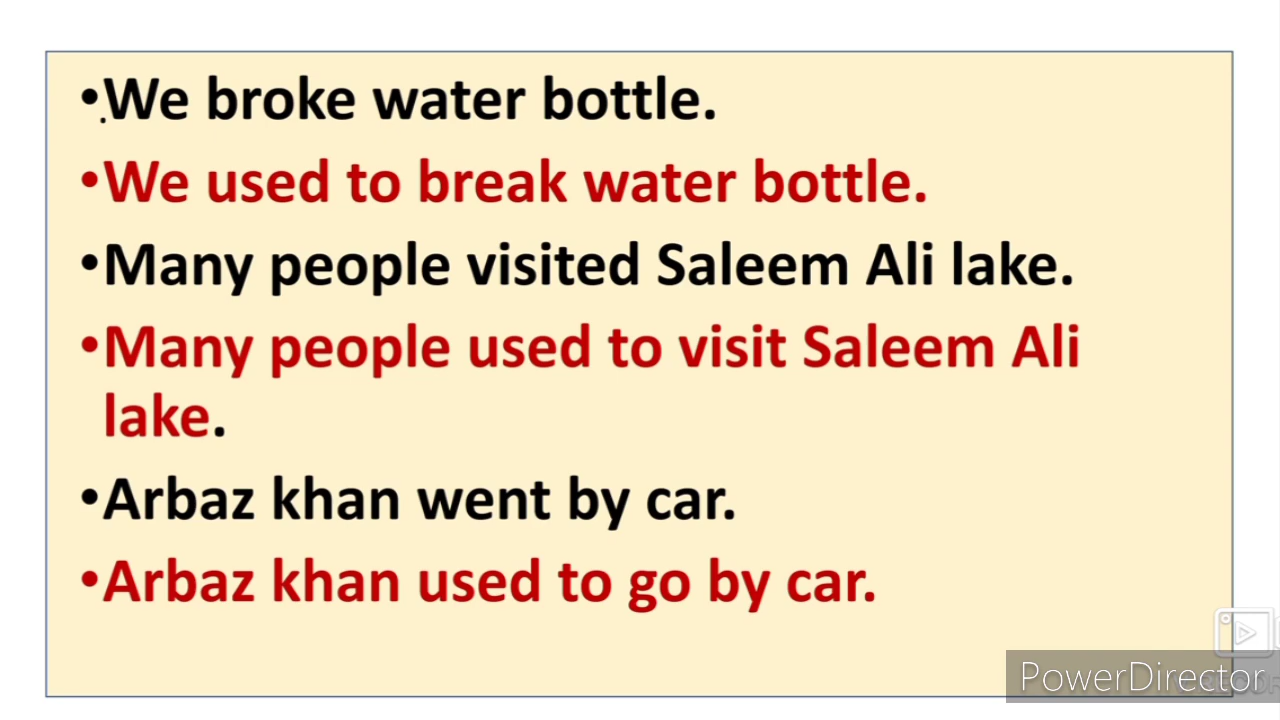 •We broke water bottle.
•We used to break water bottle.
•Many people visited Saleem Ali lake.
•Many people used to visit Saleem Ali
lake.
•Arbaz khan went by car.
•Arbaz khan used to go by car.
PowerDirector